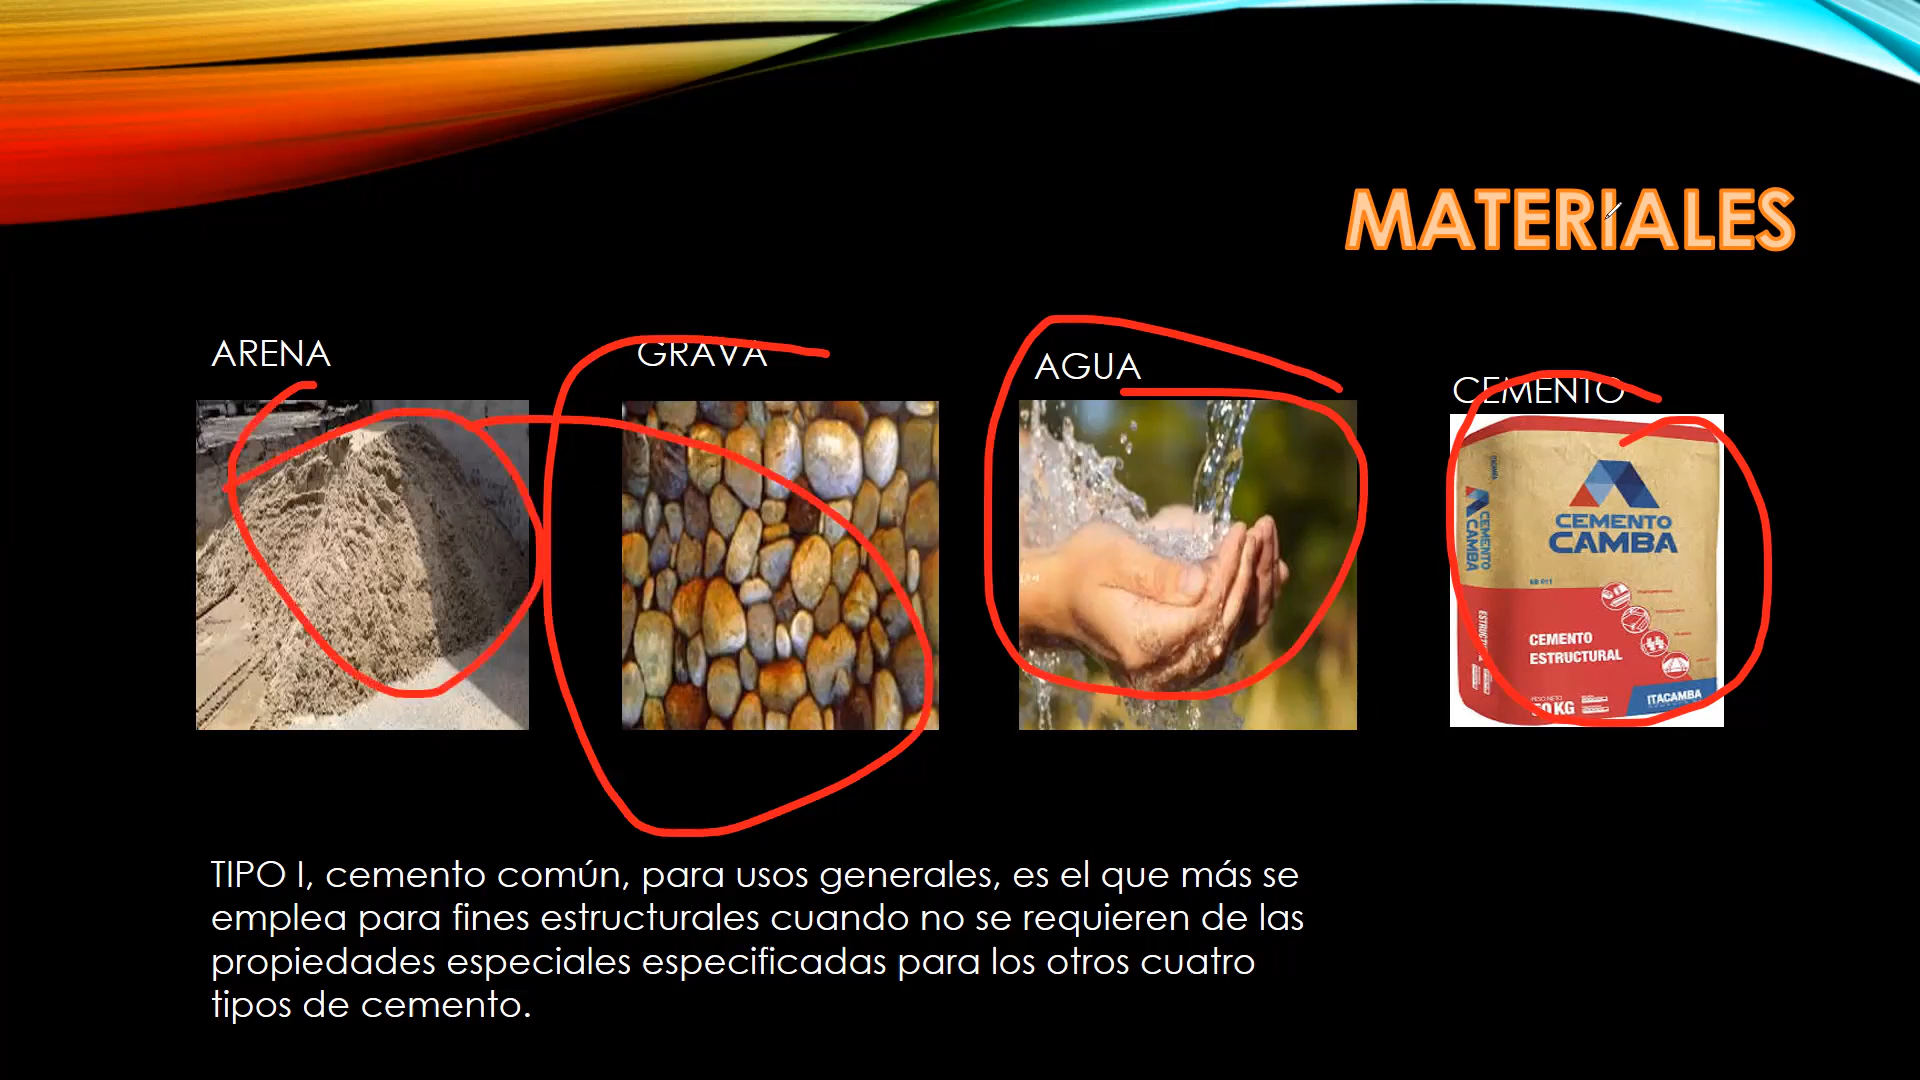 MATERIALES
ARENA
GRAVA
AGUA
CEMENTO
CEMENTO
CAMBA
CEMENTO
CAMBA
CEMENTO
ESTRUCTURAL
50 KG
ITACAMBA
TIPO I, cemento común, para usos generales, es el que más se
emplea para fines estructurales cuando no se requieren de las
propiedades especiales especificadas para los otros cuatro
tipos de cemento.